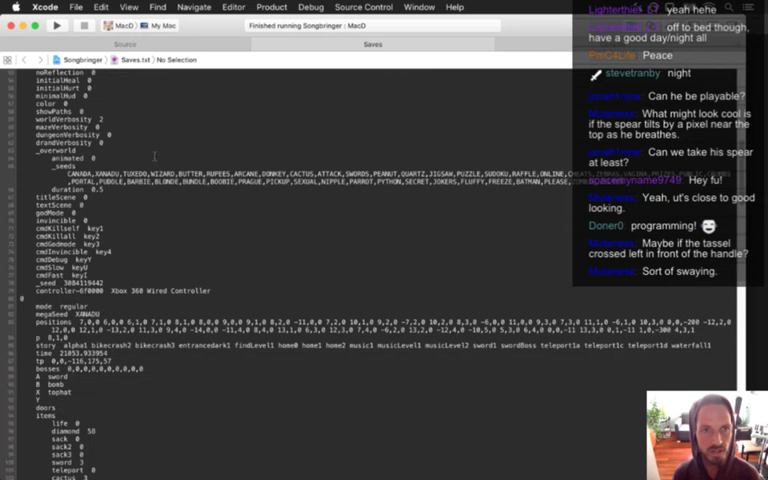 Xcode File Edit View Find Navigate Editor Product Debug Source Control Window
MacD My Mac
Finished running Songbringer : MacD
Source Saves
Songbringer Saves.txt No Selection
noReflection 0
initialHeal 0
initialHurt 0
minimalHud 0
color 0
showPaths 0
worldVerbosity 2
mazeVerbosity 0
dungeonVerbosity 0
drandVerbosity 0
_overworld
animated 0
_seeds
CANADA,XANADU,TUXEDO,WIZARD,BUTTER,RUPEES,ARCANE,DONKEY,CACTUS,ATTACK,SWORDS,PEANUT,QUARTZ,JIGSAW,PUZZLE,SUDOKU,RAFFLE,ONLINE
,PORTAL,PUDDLE,BARBIE,BLONDE,BUNDLE,BOOBIE,PRAGUE,PICKUP,SEXUAL,NIPPLE,PARROT,PYTHON,SECRET,JOKERS,FLUFFY,FREEZE,BATMAN
duration 0.5
titleScene 0
textScene 0
godMode 0
invincible 0
cmdKillself key1
cmdKillall key2
cmdGodmode key3
cmdInvincible key4
cmdDebug keyY
cmdSlow keyU
cmdFast keyI
_seed 3084119442
controller-6f0000 Xbox 360 Wired Controller
0
mode regular
megaSeed XANADU
p 8,1,0
story alpha1 bikecrash2 bikecrash3 entrancedark1 findLevel1 home0 home1 home2 music1 musicLevel1 musicLevel2 sword1 swordBoss teleport1a teleport1c teleport1d waterfall1
time 21053.933954
tp 0,0,-116,175,57
bosses 0,0,0,0,0,0,0,0,0
A sword
B bomb
X tophat
Y
doors
items
life 0
diamond 58
sack 0
sack2 0
sack3 0
sword 3
teleport 0
cactus 3
yeah hehe
off to bed though,
have a good day/night all
PmC4Life Peace
stevetranby night
Can he be playable?
What might look cool is
if the spear tilts by a pixel near the
top as he breathes.
Can we take his spear
at least?
Hey fu!
Yeah, ut's close to good
looking.
Doner0 programming!
Maybe if the tassel
crossed left in front of the handle?
Sort of swaying.